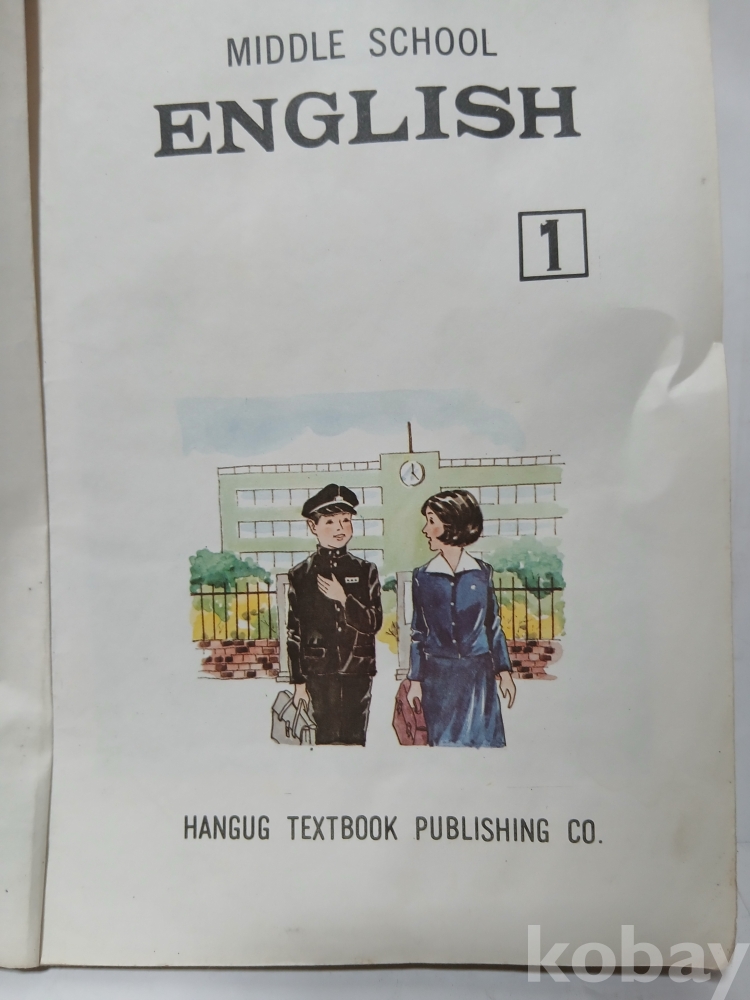 MIDDLE SCHOOL
ENGLISH
1
HANGUG TEXTBOOK PUBLISHING CO.
kobay